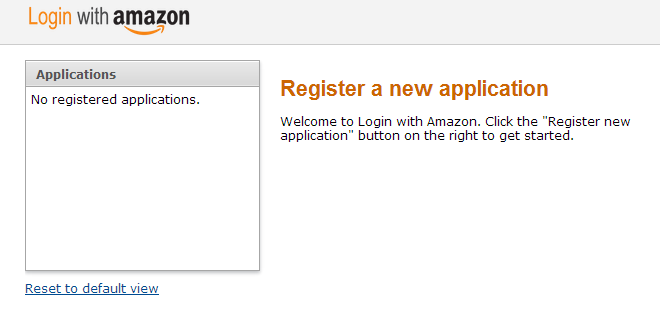 Login with amazon
Applications
No registered applications.
Register a new application
Welcome to Login with Amazon. Click the "Register new
application" button on the right to get started.
Reset to default view